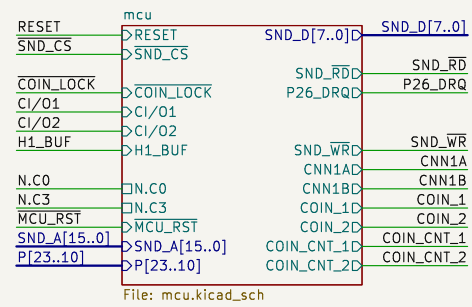 mcu
RESET RESET SND_D[7..0] SND_D[7..0]
SND_CS SND_CS
SND_RD SND_RD
COIN_LOCK COIN_LOCK P26_DRQ P26_DRQ
CI/O1 CI/O1
CI/O2 CI/O2
H1_BUF H1_BUF SND_WR SND_WR
CNN1A CNN1A
N.C0 N.C0 CNN1B CNN1B
N.C3 N.C3 COIN_1 COIN_1
MCU_RST MCU_RST COIN_2 COIN_2
SND_A[15..0] SND_A[15..0] COIN_CNT_1 COIN_CNT_1
P[23..10] P[23..10] COIN_CNT_2 COIN_CNT_2
File: mcu.kicad_sch